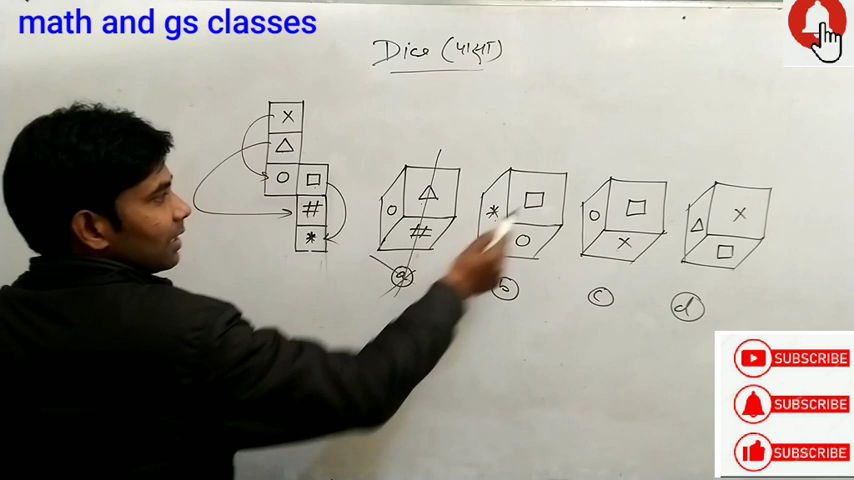 math and gs classes
Dice (पासा)
X
△
○ □
#
*
○ △ #
* □ ○
○ □ X
△ X □
a b c d
SUBSCRIBE
SUBSCRIBE
SUBSCRIBE